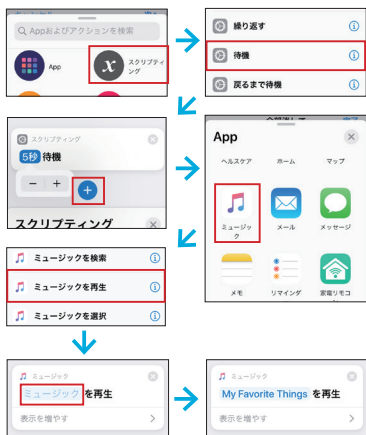 Appおよびアクションを検索
App
スクリプティ
ング
繰り返す
待機
戻るまで待機
スクリプティング
5秒 待機
− +
スクリプティング
App
ヘルスケア ホーム マップ
ミュージッ
ク
メール メッセージ
メモ リマインダ 家電リモコ
ミュージックを検索
ミュージックを再生
ミュージックを選択
ミュージック
ミュージック を再生
表示を増やす
ミュージック
My Favorite Things を再生
表示を増やす